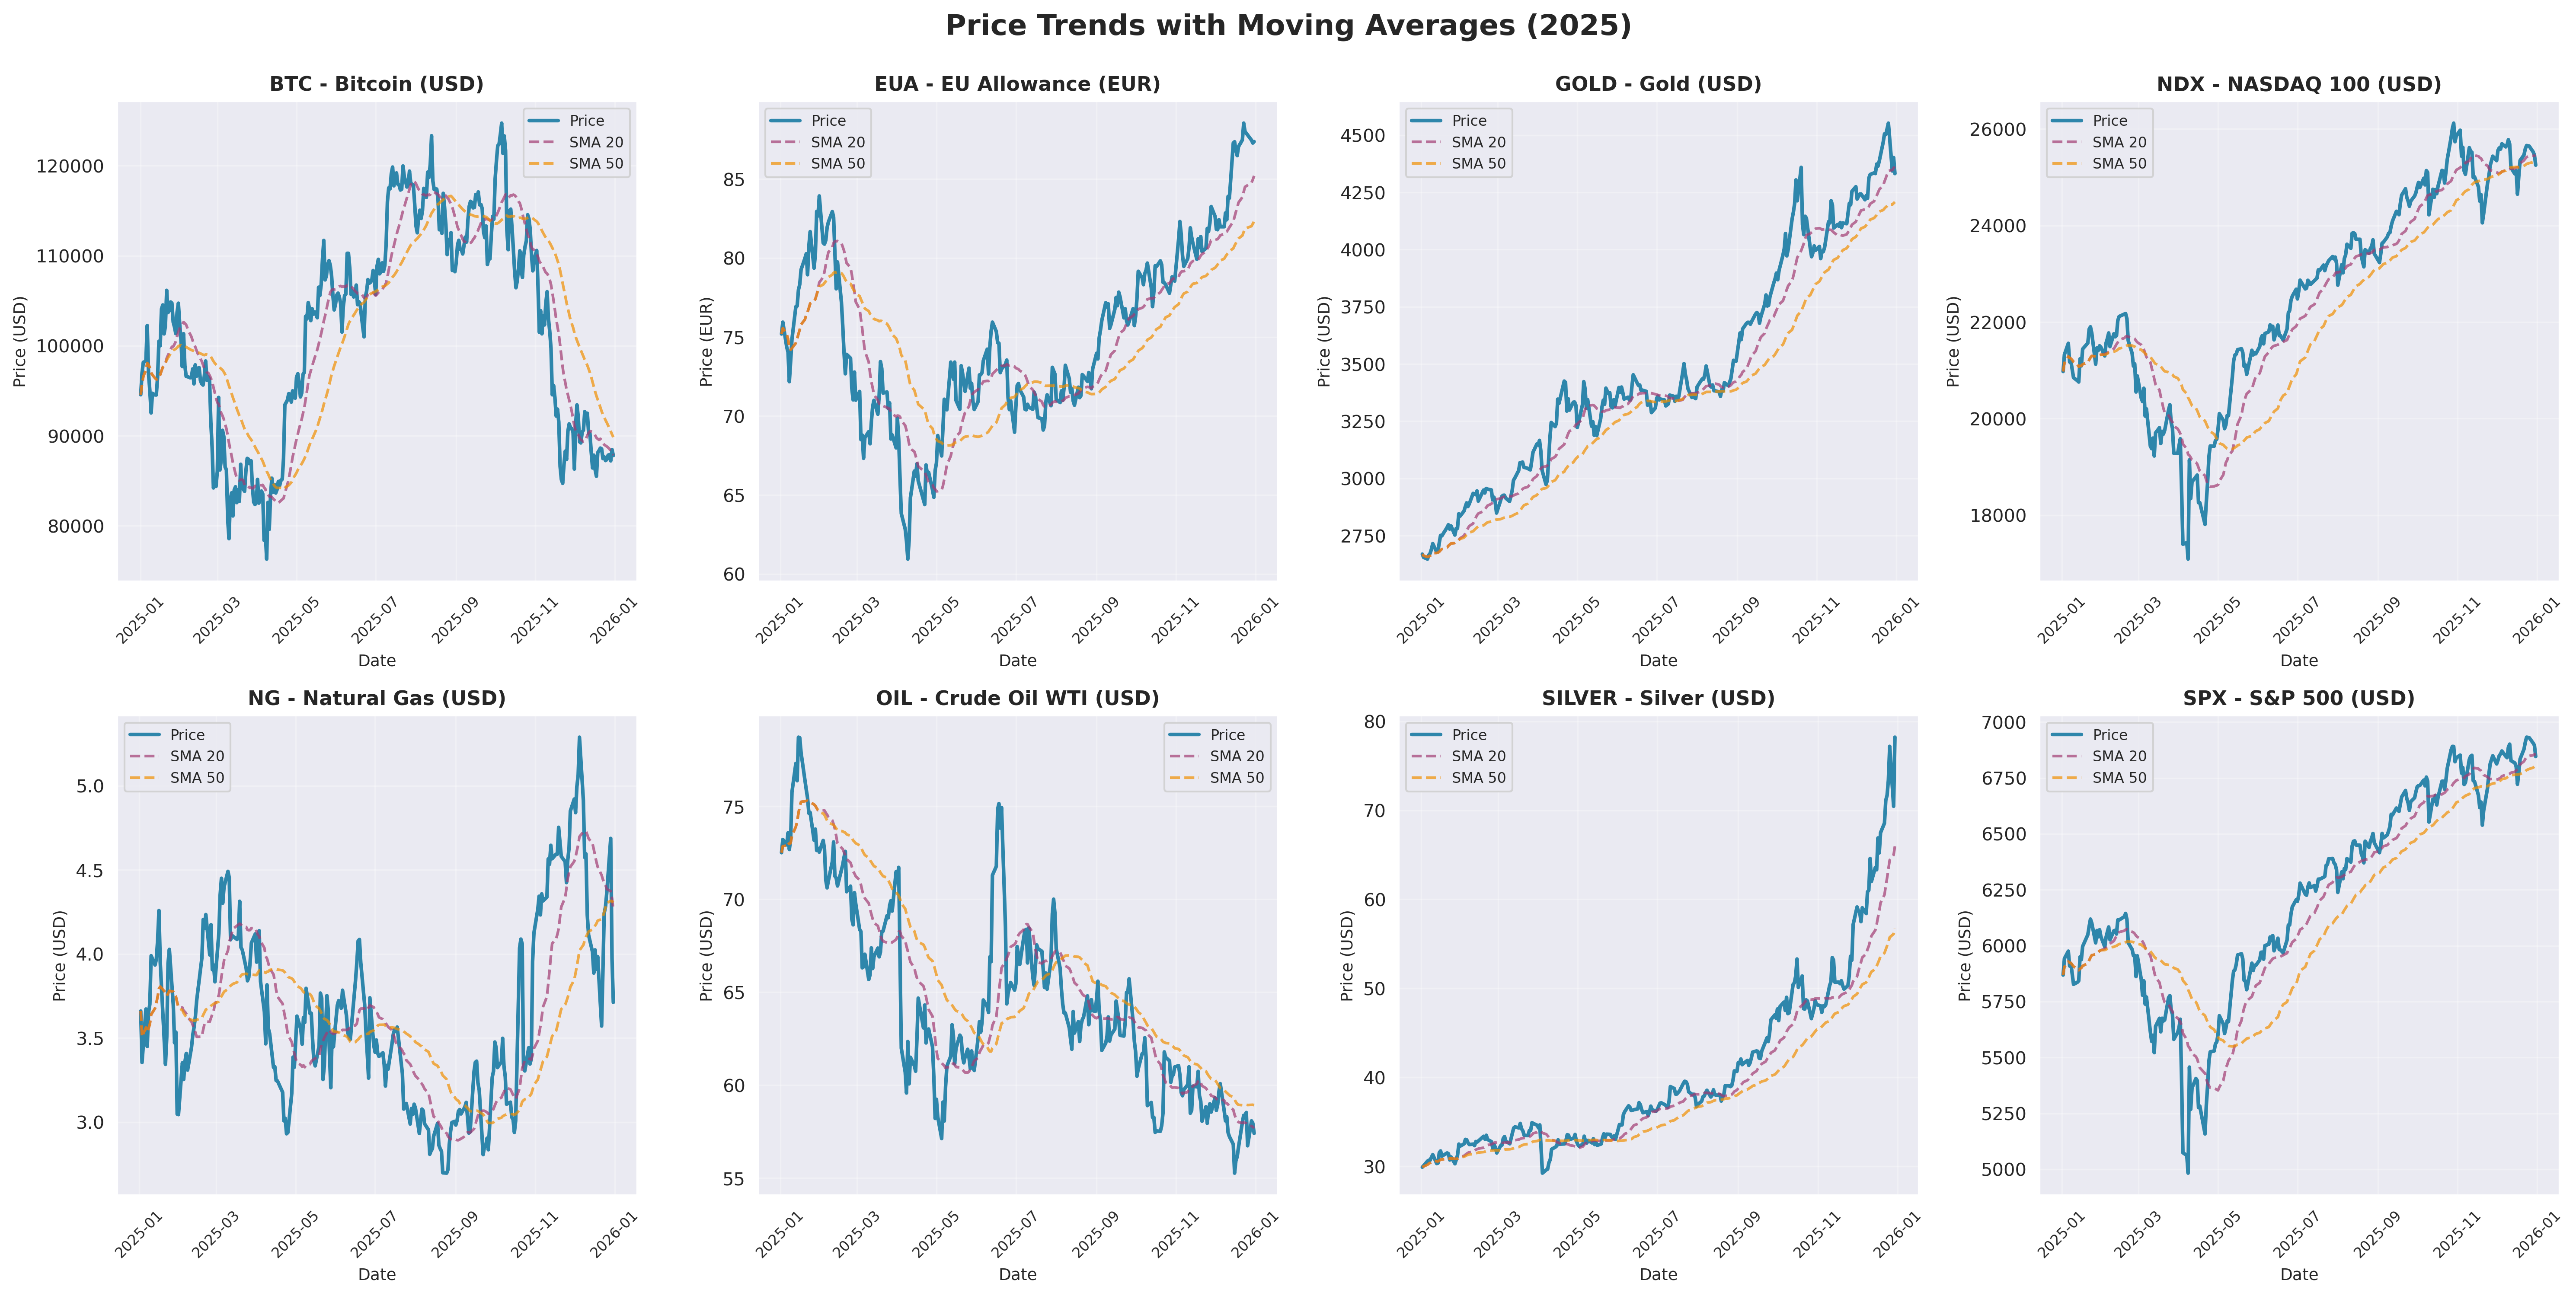 Price Trends with Moving Averages (2025)
BTC - Bitcoin (USD)
Price
SMA 20
SMA 50
120000
110000
100000
90000
80000
Price (USD)
2025-01
2025-03
2025-05
2025-07
2025-09
2025-11
2026-01
Date
EUA - EU Allowance (EUR)
Price
SMA 20
SMA 50
85
80
75
70
65
60
Price (EUR)
2025-01
2025-03
2025-05
2025-07
2025-09
2025-11
2026-01
Date
GOLD - Gold (USD)
Price
SMA 20
SMA 50
4500
4250
4000
3750
3500
3250
3000
2750
Price (USD)
2025-01
2025-03
2025-05
2025-07
2025-09
2025-11
2026-01
Date
NDX - NASDAQ 100 (USD)
Price
SMA 20
SMA 50
26000
24000
22000
20000
18000
Price (USD)
2025-01
2025-03
2025-05
2025-07
2025-09
2025-11
2026-01
Date
NG - Natural Gas (USD)
Price
SMA 20
SMA 50
5.0
4.5
4.0
3.5
3.0
Price (USD)
2025-01
2025-03
2025-05
2025-07
2025-09
2025-11
2026-01
Date
OIL - Crude Oil WTI (USD)
Price
SMA 20
SMA 50
75
70
65
60
55
Price (USD)
2025-01
2025-03
2025-05
2025-07
2025-09
2025-11
2026-01
Date
SILVER - Silver (USD)
Price
SMA 20
SMA 50
80
70
60
50
40
30
Price (USD)
2025-01
2025-03
2025-05
2025-07
2025-09
2025-11
2026-01
Date
SPX - S&P 500 (USD)
Price
SMA 20
SMA 50
7000
6750
6500
6250
6000
5750
5500
5250
5000
Price (USD)
2025-01
2025-03
2025-05
2025-07
2025-09
2025-11
2026-01
Date